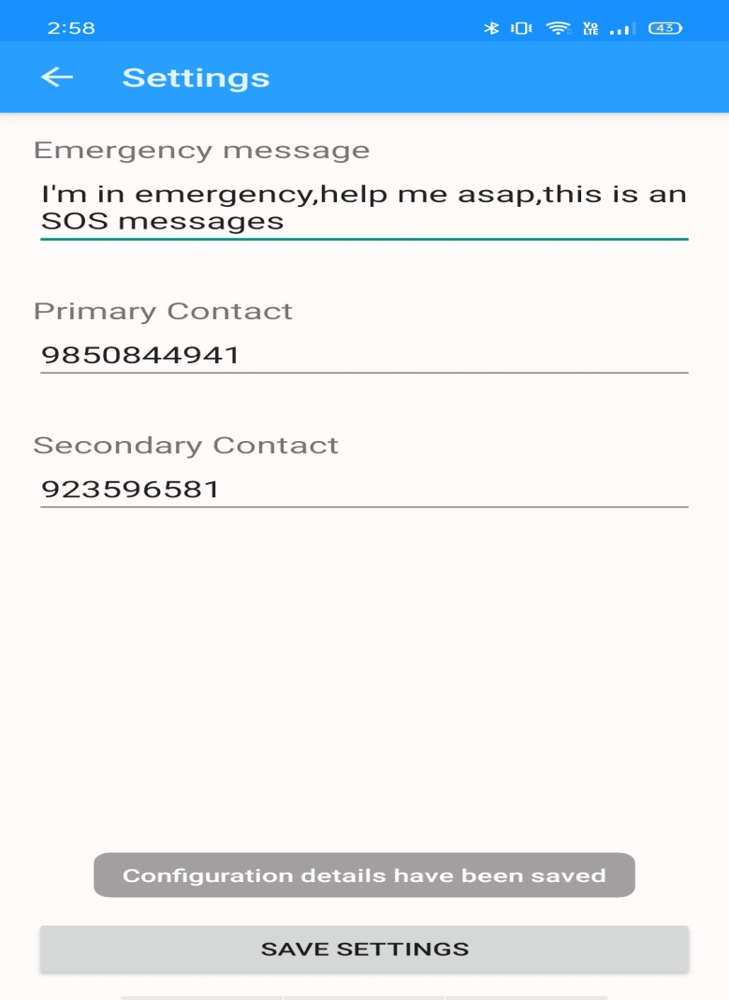 2:58
Vo
LTE
43
Settings
Emergency message
I'm in emergency,help me asap,this is an
SOS messages
Primary Contact
9850844941
Secondary Contact
923596581
Configuration details have been saved
SAVE SETTINGS